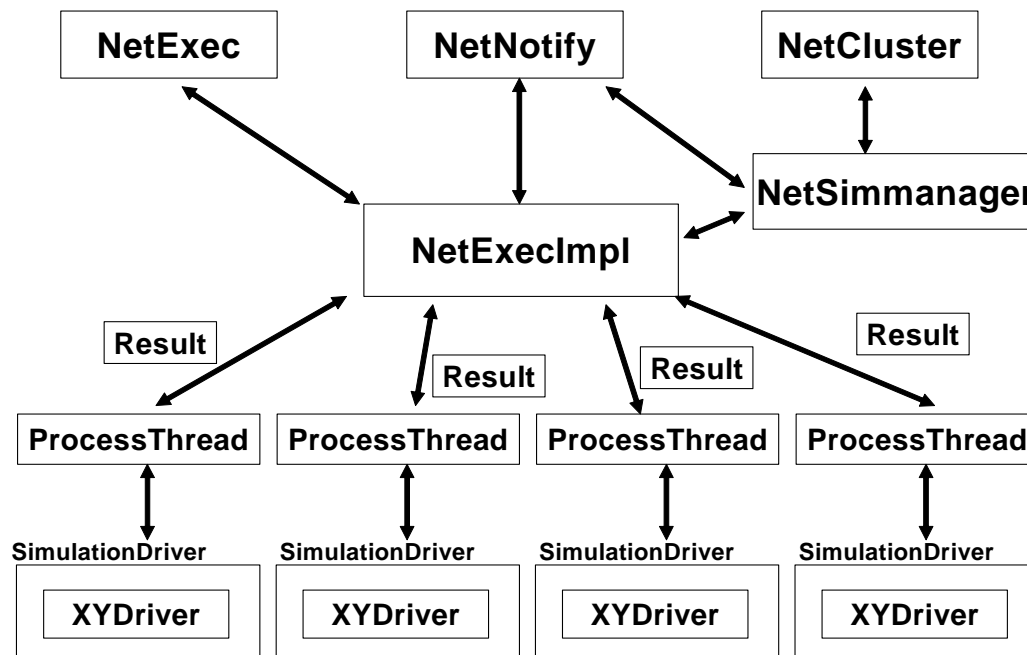 NetExec
NetNotify
NetCluster
NetSimmanager
NetExecImpl
Result
Result
Result
Result
ProcessThread
ProcessThread
ProcessThread
ProcessThread
SimulationDriver
SimulationDriver
SimulationDriver
SimulationDriver
XYDriver
XYDriver
XYDriver
XYDriver